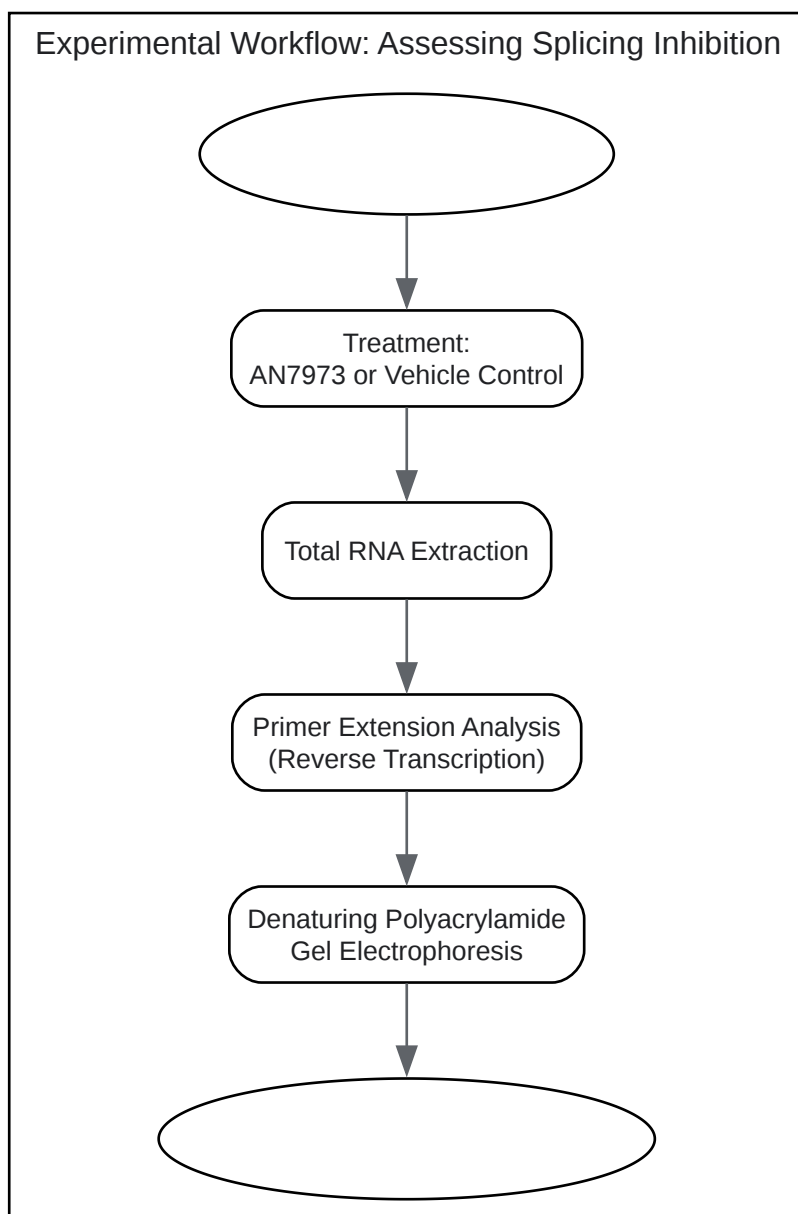 Experimental Workflow: Assessing Splicing Inhibition
Treatment:
AN7973 or Vehicle Control
Total RNA Extraction
Primer Extension Analysis
(Reverse Transcription)
Denaturing Polyacrylamide
Gel Electrophoresis